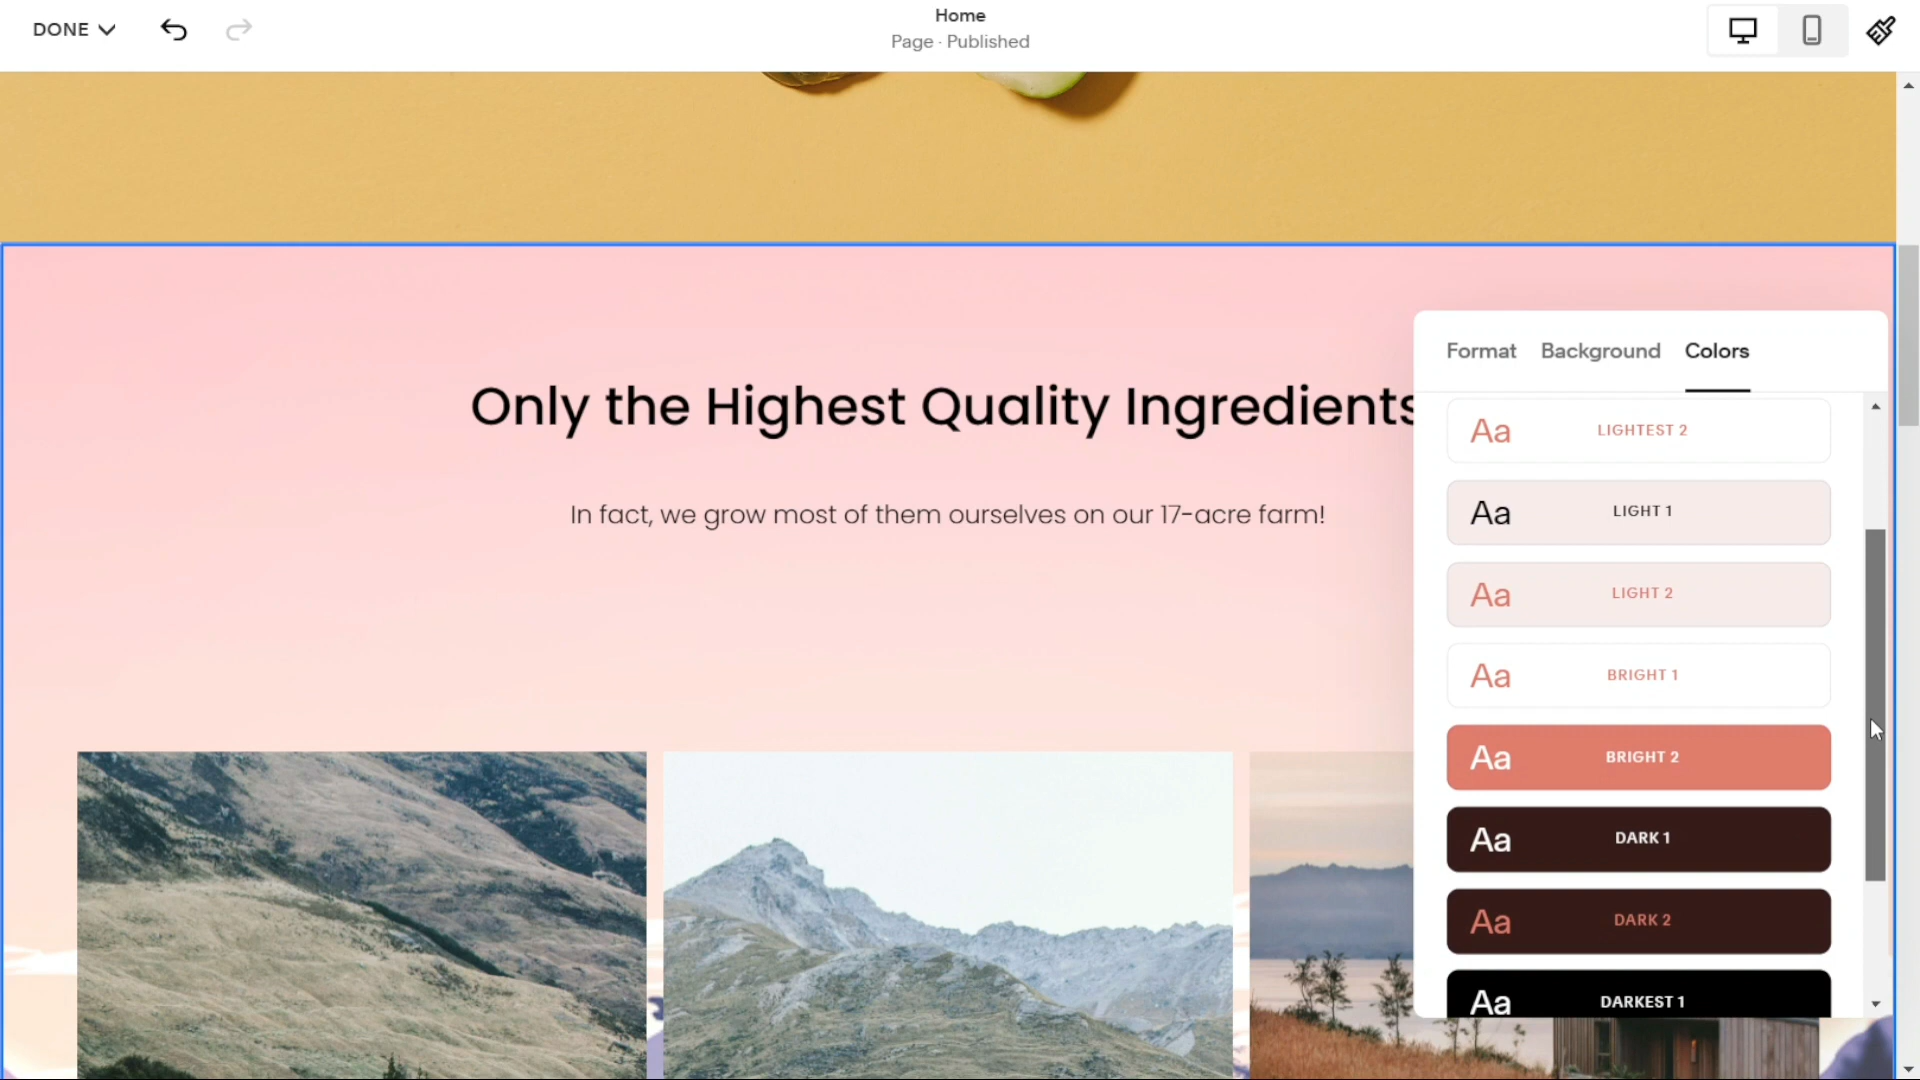 DONE
Home
Page · Published
Only the Highest Quality Ingredients
In fact, we grow most of them ourselves on our 17-acre farm!
Format Background Colors
Aa LIGHTEST 2
Aa LIGHT 1
Aa LIGHT 2
Aa BRIGHT 1
Aa BRIGHT 2
Aa DARK 1
Aa DARK 2
Aa DARKEST 1